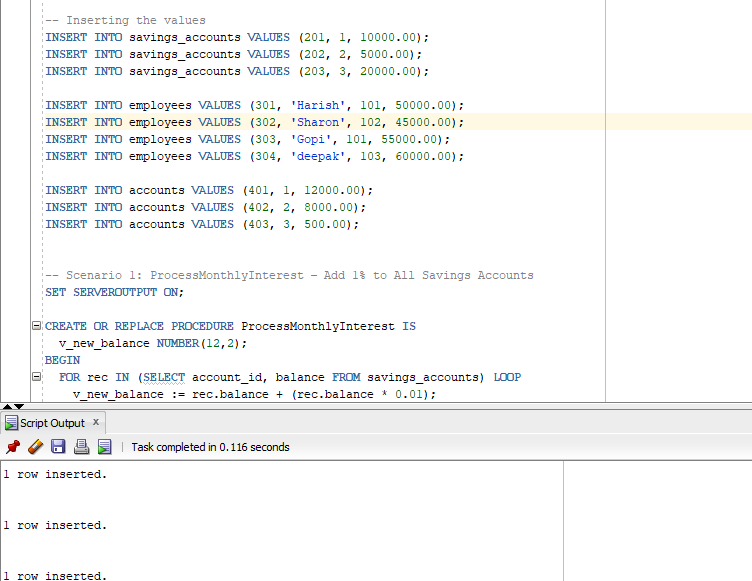 -- Inserting the values
INSERT INTO savings_accounts VALUES (201, 1, 10000.00);
INSERT INTO savings_accounts VALUES (202, 2, 5000.00);
INSERT INTO savings_accounts VALUES (203, 3, 20000.00);
INSERT INTO employees VALUES (301, 'Harish', 101, 50000.00);
INSERT INTO employees VALUES (302, 'Sharon', 102, 45000.00);
INSERT INTO employees VALUES (303, 'Gopi', 101, 55000.00);
INSERT INTO employees VALUES (304, 'deepak', 103, 60000.00);
INSERT INTO accounts VALUES (401, 1, 12000.00);
INSERT INTO accounts VALUES (402, 2, 8000.00);
INSERT INTO accounts VALUES (403, 3, 500.00);
-- Scenario 1: ProcessMonthlyInterest – Add 1% to All Savings Accounts
SET SERVEROUTPUT ON;
CREATE OR REPLACE PROCEDURE ProcessMonthlyInterest IS
v_new_balance NUMBER(12,2);
BEGIN
FOR rec IN (SELECT account_id, balance FROM savings_accounts) LOOP
v_new_balance := rec.balance + (rec.balance * 0.01);
Script Output x
Task completed in 0.116 seconds
1 row inserted.
1 row inserted.
1 row inserted.